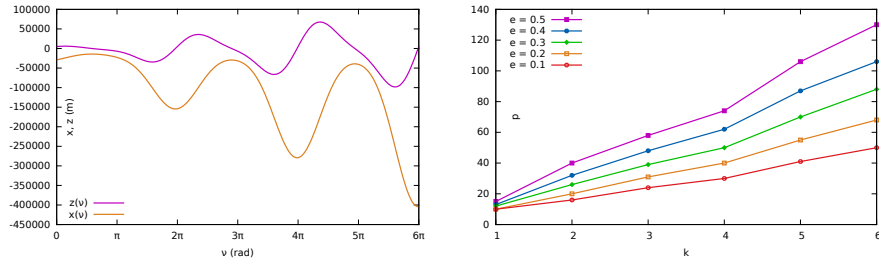 100000
50000
0
-50000
-100000
-150000
-200000
-250000
-300000
-350000
-400000
-450000
x, z (m)
z(ν)
x(ν)
0 π 2π 3π 4π 5π 6π
ν (rad)
140
120
100
80
60
40
20
0
p
e = 0.5
e = 0.4
e = 0.3
e = 0.2
e = 0.1
1 2 3 4 5 6
k